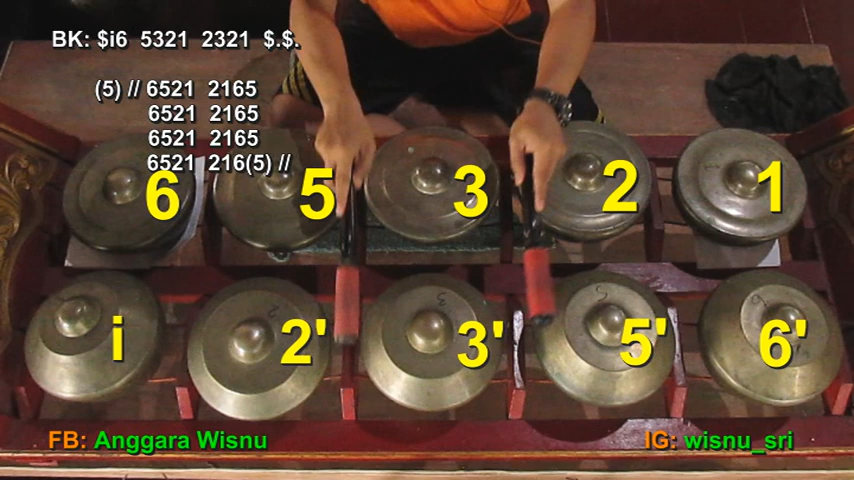 BK: $i6 5321 2321 $.$.
(5) // 6521 2165
6521 2165
6521 2165
6521 216(5) //
6 5 3 2 1
i 2' 3' 5' 6'
FB: Anggara Wisnu
IG: wisnu_sri